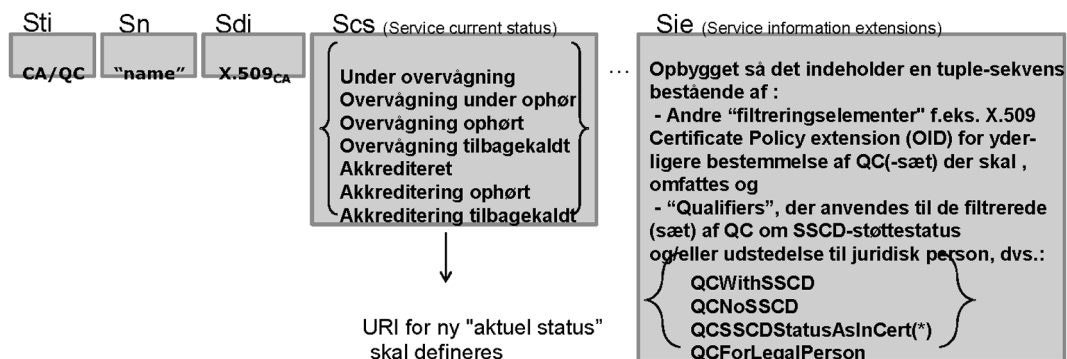 Sti
Sn
Sdi
Scs (Service current status)
Sie (Service information extensions)
CA/QC
“name”
X.509CA
Under overvågning
Overvågning under ophør
Overvågning ophørt
Overvågning tilbagekaldt
Akkrediteret
Akkreditering ophørt
Akkreditering tilbagekaldt
...
Opbygget så det indeholder en tuple-sekvens
bestående af :
- Andre “filtreringselementer" f.eks. X.509
Certificate Policy extension (OID) for yder-
ligere bestemmelse af QC(-sæt) der skal ,
omfattes og
- “Qualifiers”, der anvendes til de filtrerede
(sæt) af QC om SSCD-støttestatus
og/eller udstedelse til juridisk person, dvs.:
QCWithSSCD
QCNoSSCD
QCSSCDStatusAsInCert(*)
QCForLegalPerson
URI for ny "aktuel status”
skal defineres